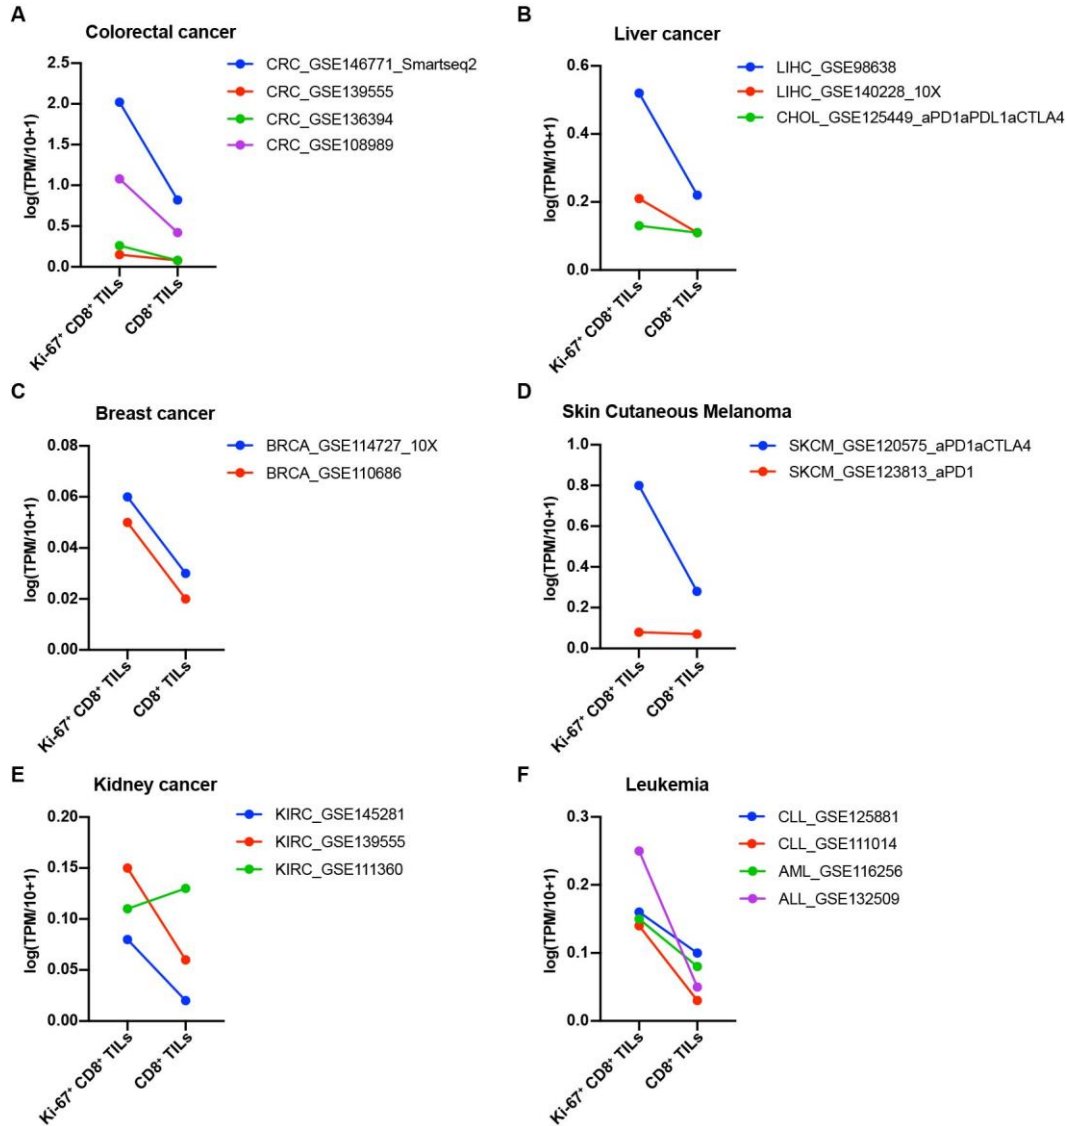 A
Colorectal cancer
log(TPM/10+1)
2.5
2.0
1.5
1.0
0.5
0.0
Ki-67⁺ CD8⁺ TILs
CD8⁺ TILs
CRC_GSE146771_Smartseq2
CRC_GSE139555
CRC_GSE136394
CRC_GSE108989
B
Liver cancer
log(TPM/10+1)
0.6
0.4
0.2
0.0
Ki-67⁺ CD8⁺ TILs
CD8⁺ TILs
LIHC_GSE98638
LIHC_GSE140228_10X
CHOL_GSE125449_aPD1aPDL1aCTLA4
C
Breast cancer
log(TPM/10+1)
0.08
0.06
0.04
0.02
0.00
Ki-67⁺ CD8⁺ TILs
CD8⁺ TILs
BRCA_GSE114727_10X
BRCA_GSE110686
D
Skin Cutaneous Melanoma
log(TPM/10+1)
1.0
0.8
0.6
0.4
0.2
0.0
Ki-67⁺ CD8⁺ TILs
CD8⁺ TILs
SKCM_GSE120575_aPD1aCTLA4
SKCM_GSE123813_aPD1
E
Kidney cancer
log(TPM/10+1)
0.20
0.15
0.10
0.05
0.00
Ki-67⁺ CD8⁺ TILs
CD8⁺ TILs
KIRC_GSE145281
KIRC_GSE139555
KIRC_GSE111360
F
Leukemia
log(TPM/10+1)
0.3
0.2
0.1
0.0
Ki-67⁺ CD8⁺ TILs
CD8⁺ TILs
CLL_GSE125881
CLL_GSE111014
AML_GSE116256
ALL_GSE132509